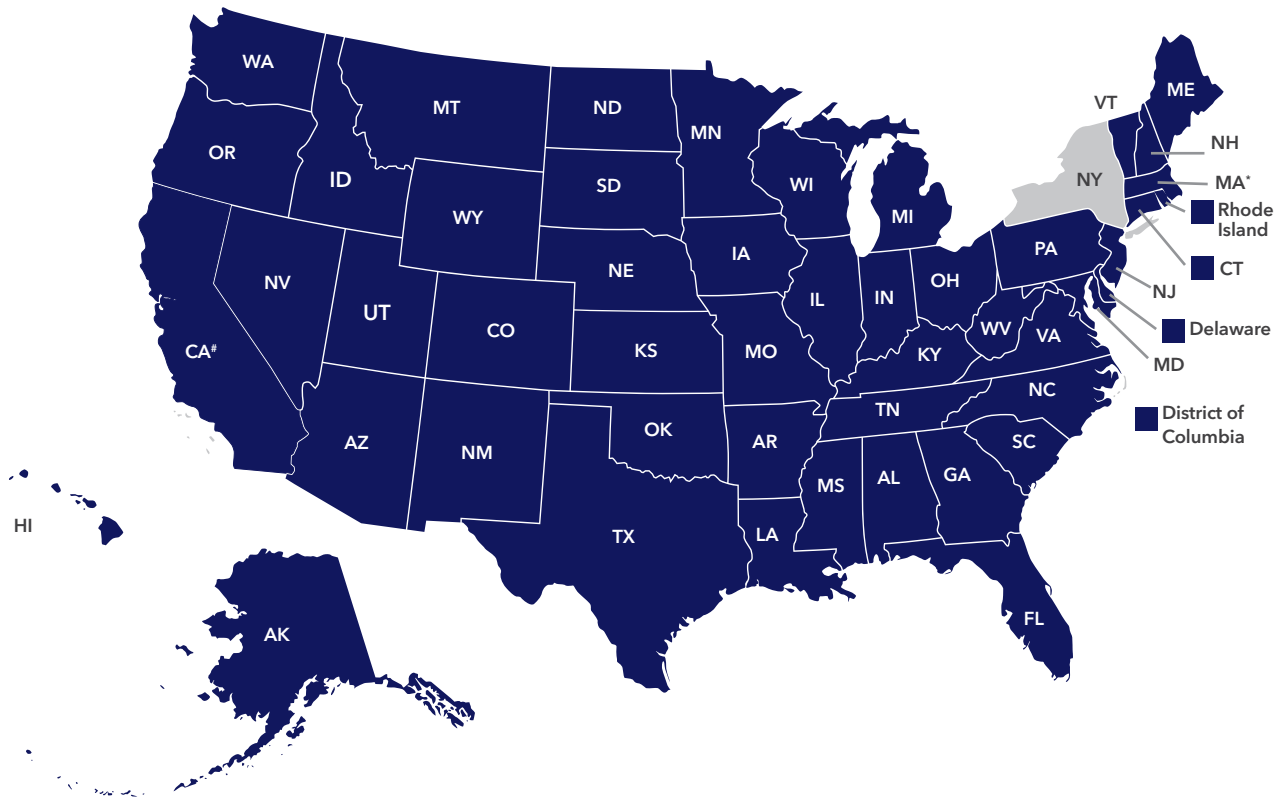 WA
MT
ND
MN
ME
VT
OR
ID
SD
WI
MI
NY
NH
MA*
WY
Rhode
Island
IA
NE
PA
CT
NV
UT
CO
IL
IN
OH
NJ
CA#
KS
MO
KY
WV
VA
Delaware
MD
NC
AZ
NM
OK
AR
TN
SC
District of
Columbia
MS
AL
GA
HI
TX
LA
AK
FL